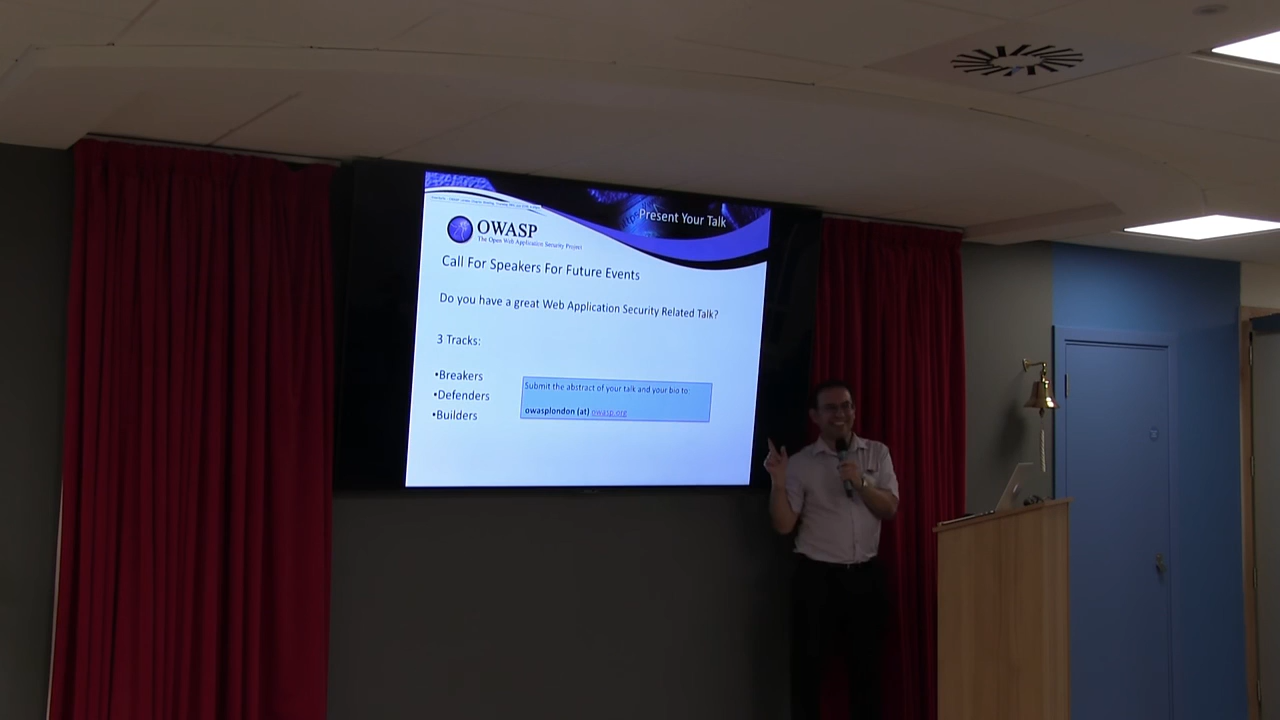 Present Your Talk
OWASP
The Open Web Application Security Project
Call For Speakers For Future Events
Do you have a great Web Application Security Related Talk?
3 Tracks:
•Breakers
•Defenders
•Builders
Submit the abstract of your talk and your bio to:
owasplondon (at) owasp.org